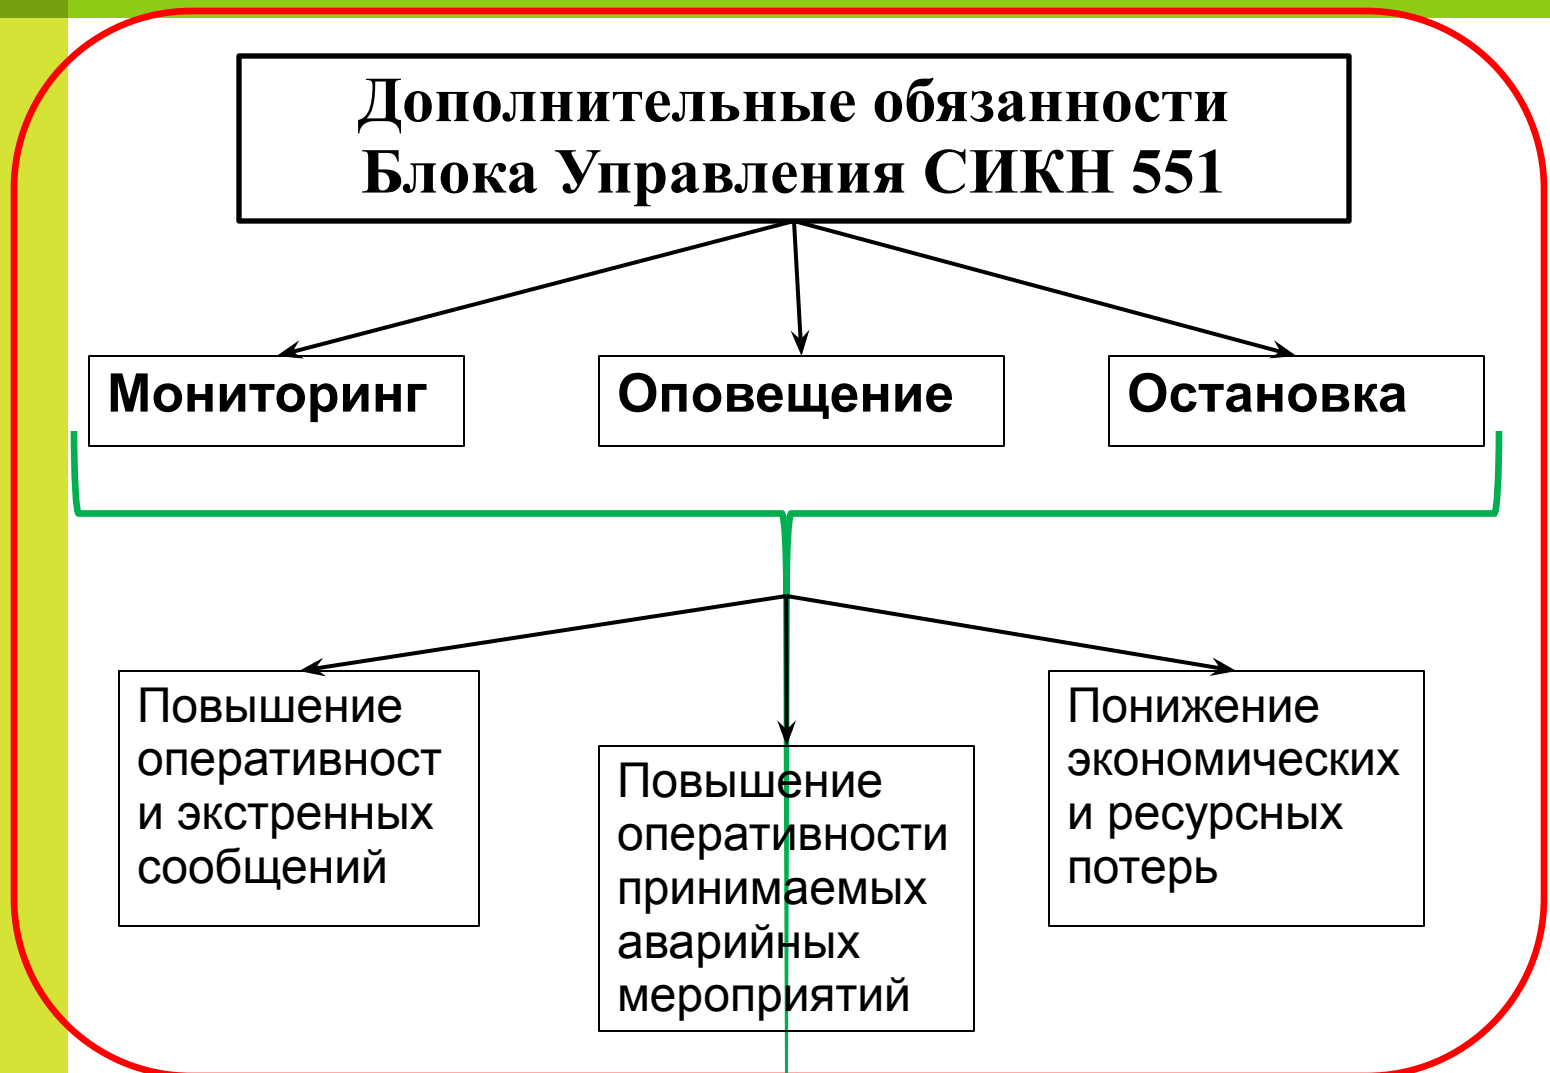 Дополнительные обязанности
Блока Управления СИКН 551
Мониторинг
Оповещение
Остановка
Повышение
оперативност
и экстренных
сообщений
Повышение
оперативности
принимаемых
аварийных
мероприятий
Понижение
экономических
и ресурсных
потерь